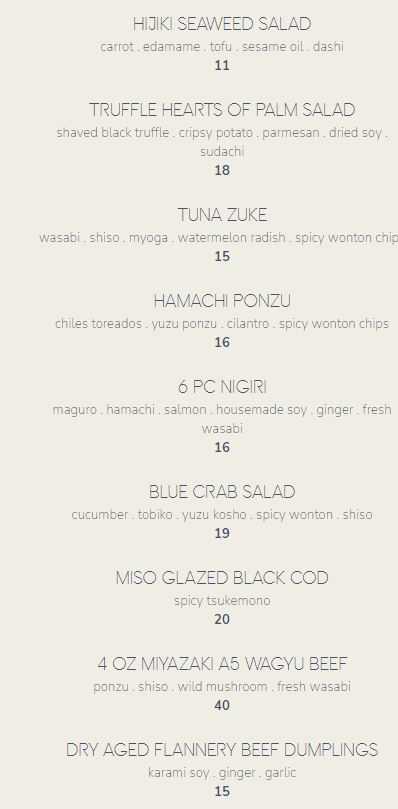 HIJIKI SEAWEED SALAD
carrot . edamame . tofu . sesame oil . dashi
11
TRUFFLE HEARTS OF PALM SALAD
shaved black truffle . cripsy potato . parmesan . dried soy .
sudachi
18
TUNA ZUKE
wasabi . shiso . myoga . watermelon radish . spicy wonton chip
15
HAMACHI PONZU
chiles toreados . yuzu ponzu . cilantro . spicy wonton chips
16
6 PC NIGIRI
maguro . hamachi . salmon . housemade soy . ginger . fresh
wasabi
16
BLUE CRAB SALAD
cucumber . tobiko . yuzu kosho . spicy wonton . shiso
19
MISO GLAZED BLACK COD
spicy tsukemono
20
4 OZ MIYAZAKI A5 WAGYU BEEF
ponzu . shiso . wild mushroom . fresh wasabi
40
DRY AGED FLANNERY BEEF DUMPLINGS
karami soy . ginger . garlic
15